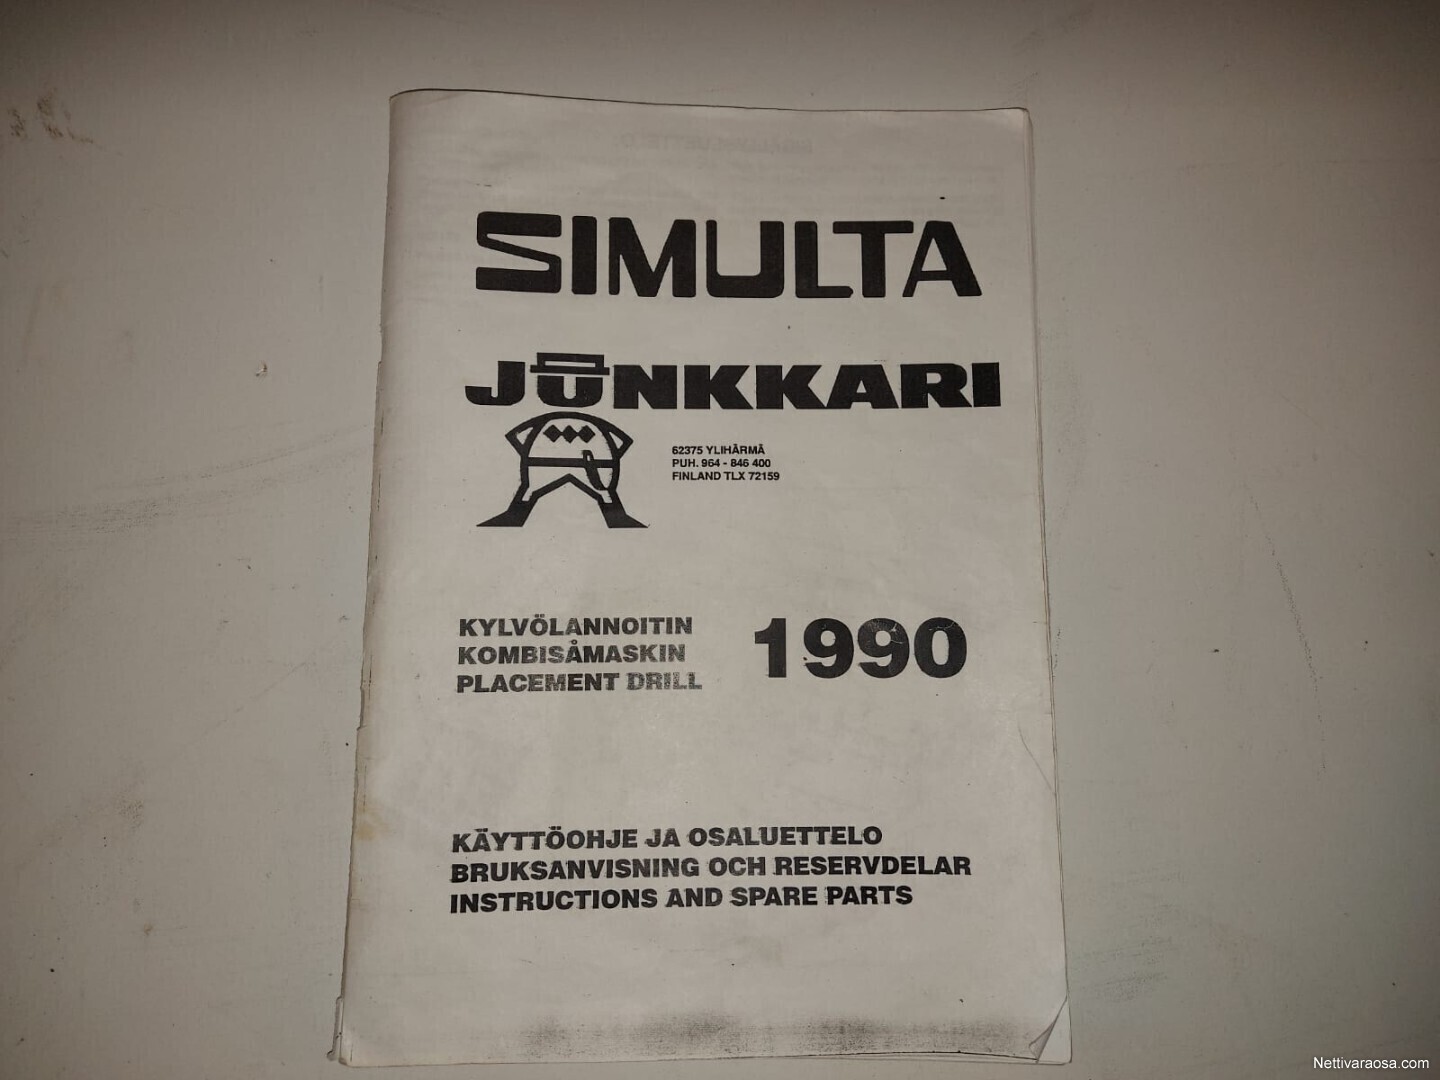 SIMULTA
JUNKKARI
62375 YLIHÄRMÄ
PUH. 964 - 846 400
FINLAND TLX 72159
KYLVÖLANNOITIN
KOMBISÅMASKIN
PLACEMENT DRILL
1990
KÄYTTÖOHJE JA OSALUETTELO
BRUKSANVISNING OCH RESERVDELAR
INSTRUCTIONS AND SPARE PARTS
Nettivaraosa.com